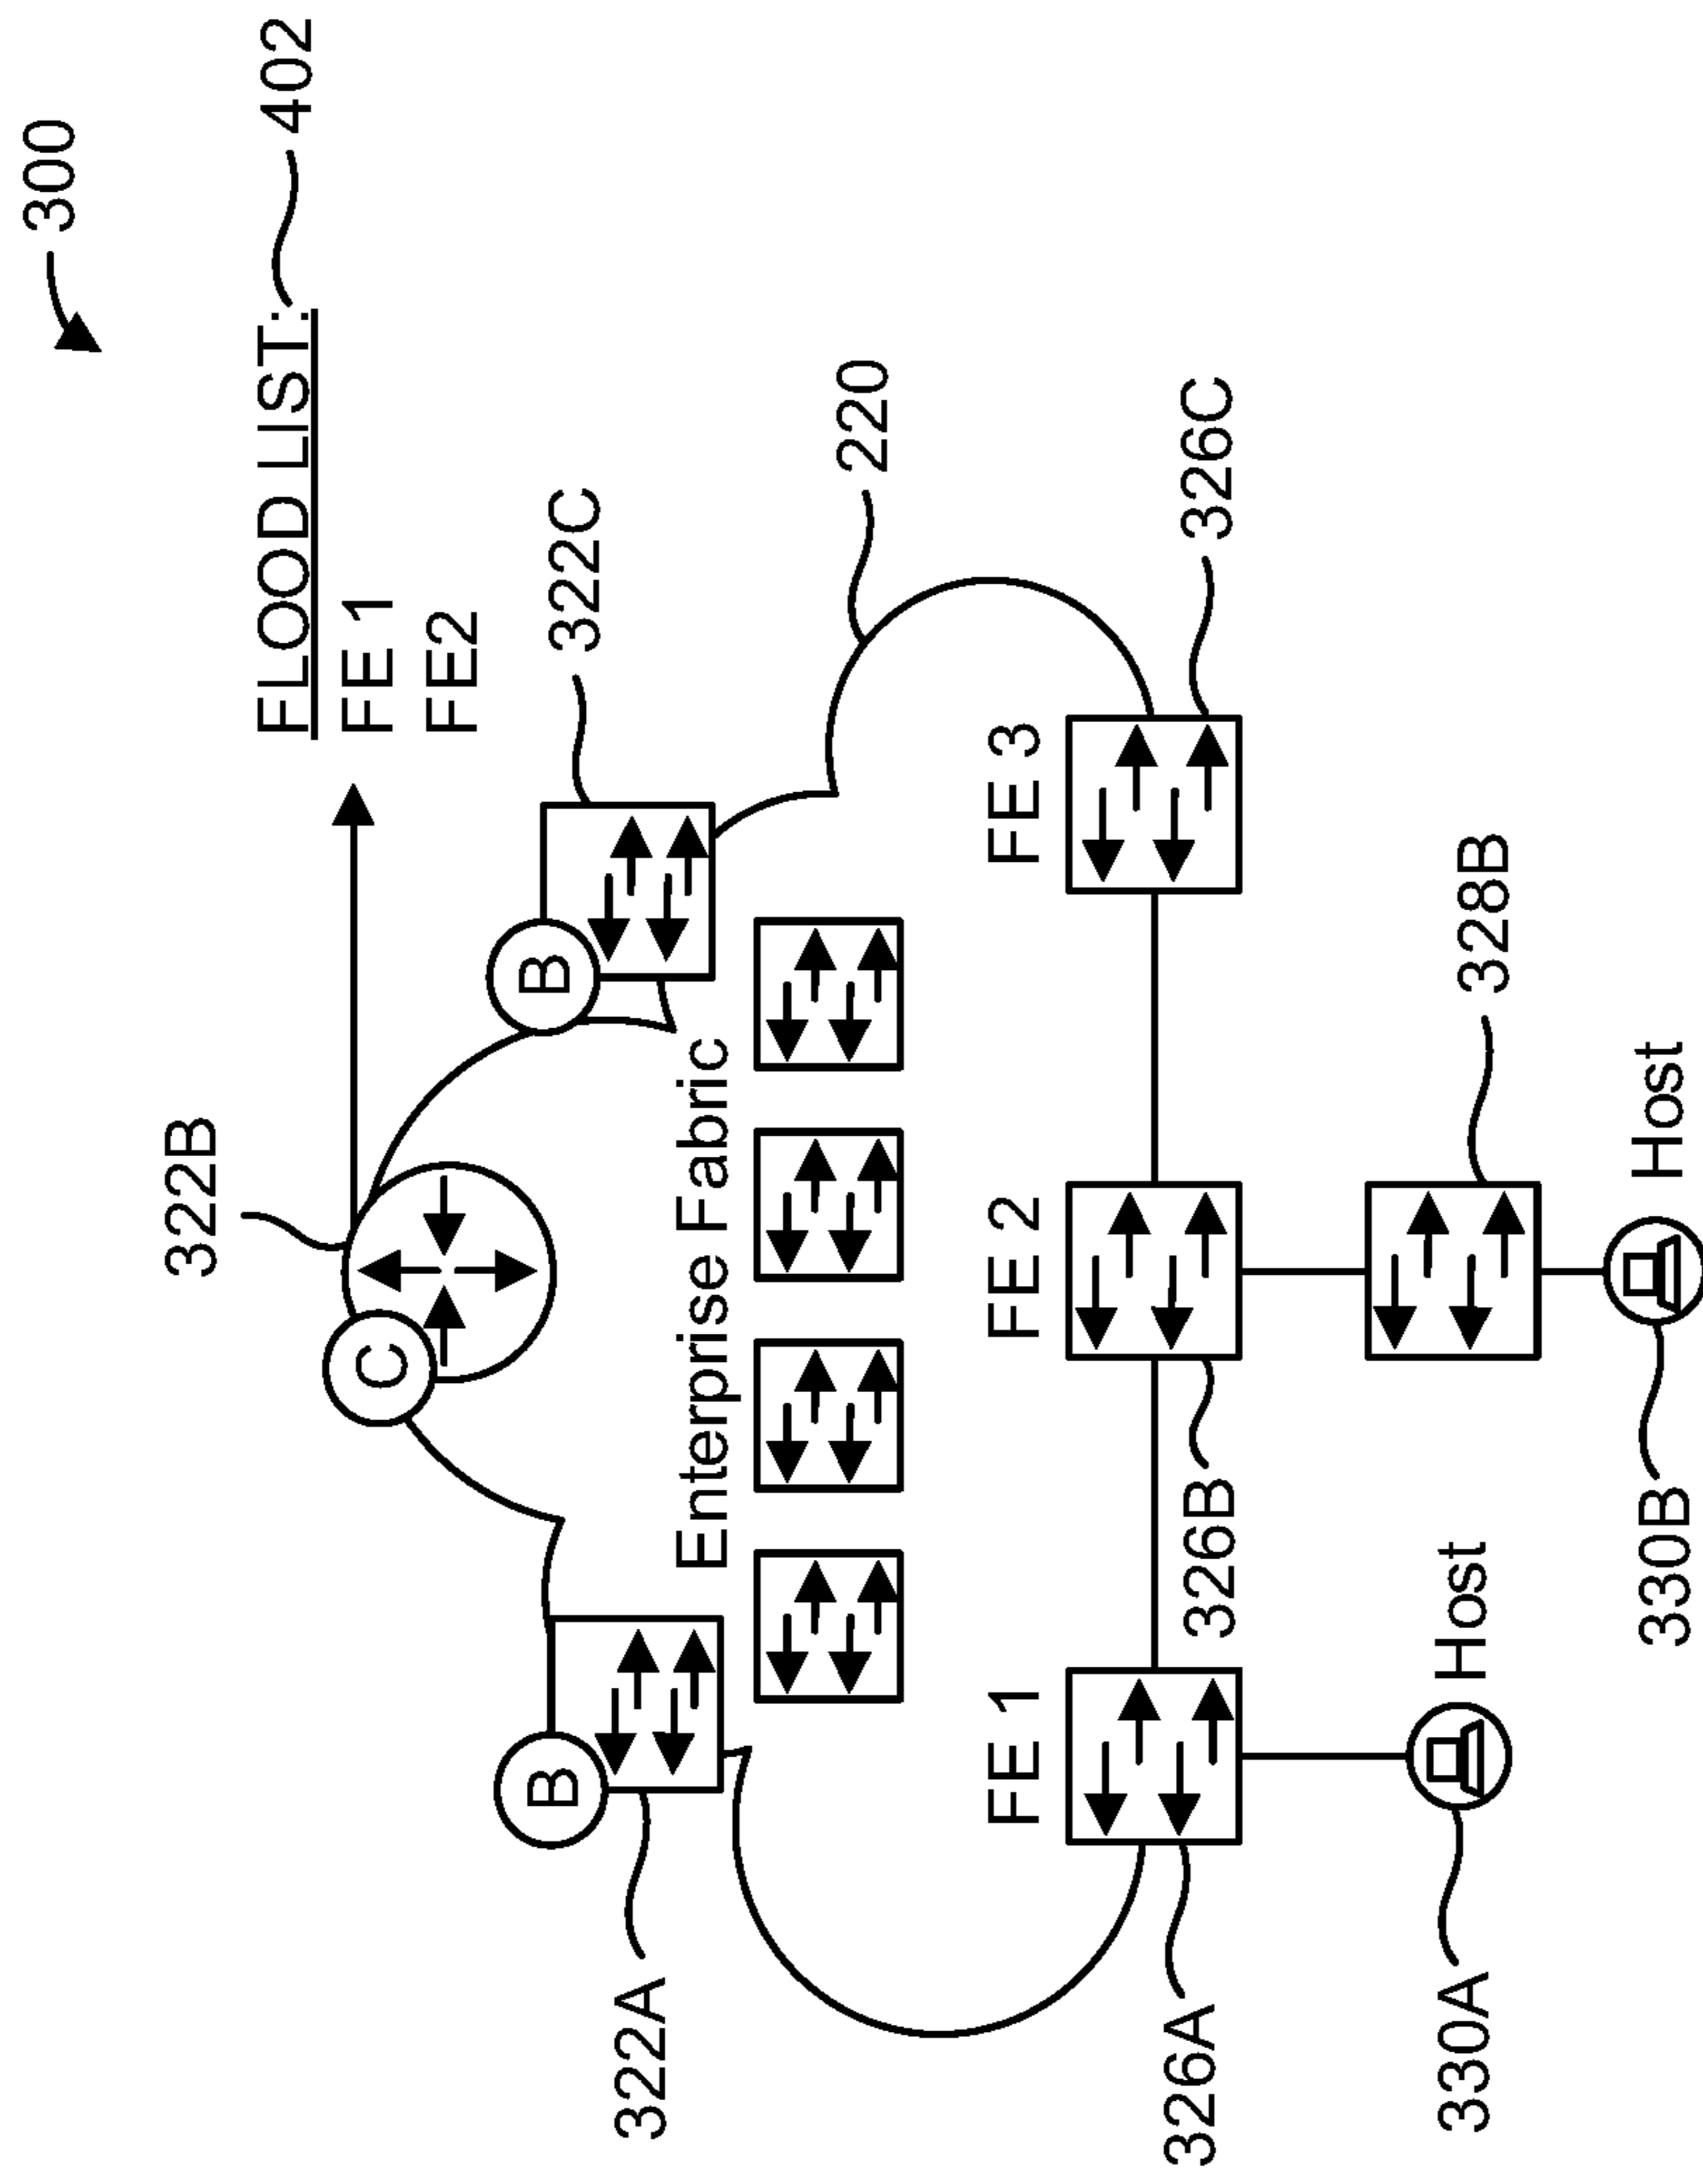 300
FLOOD LIST:
402
FE 1
FE2
322B
C
322C
B
B
322A
Enterprise Fabric
220
FE 1
FE 2
FE 3
326A
326B
326C
328B
Host
330A
Host
330B